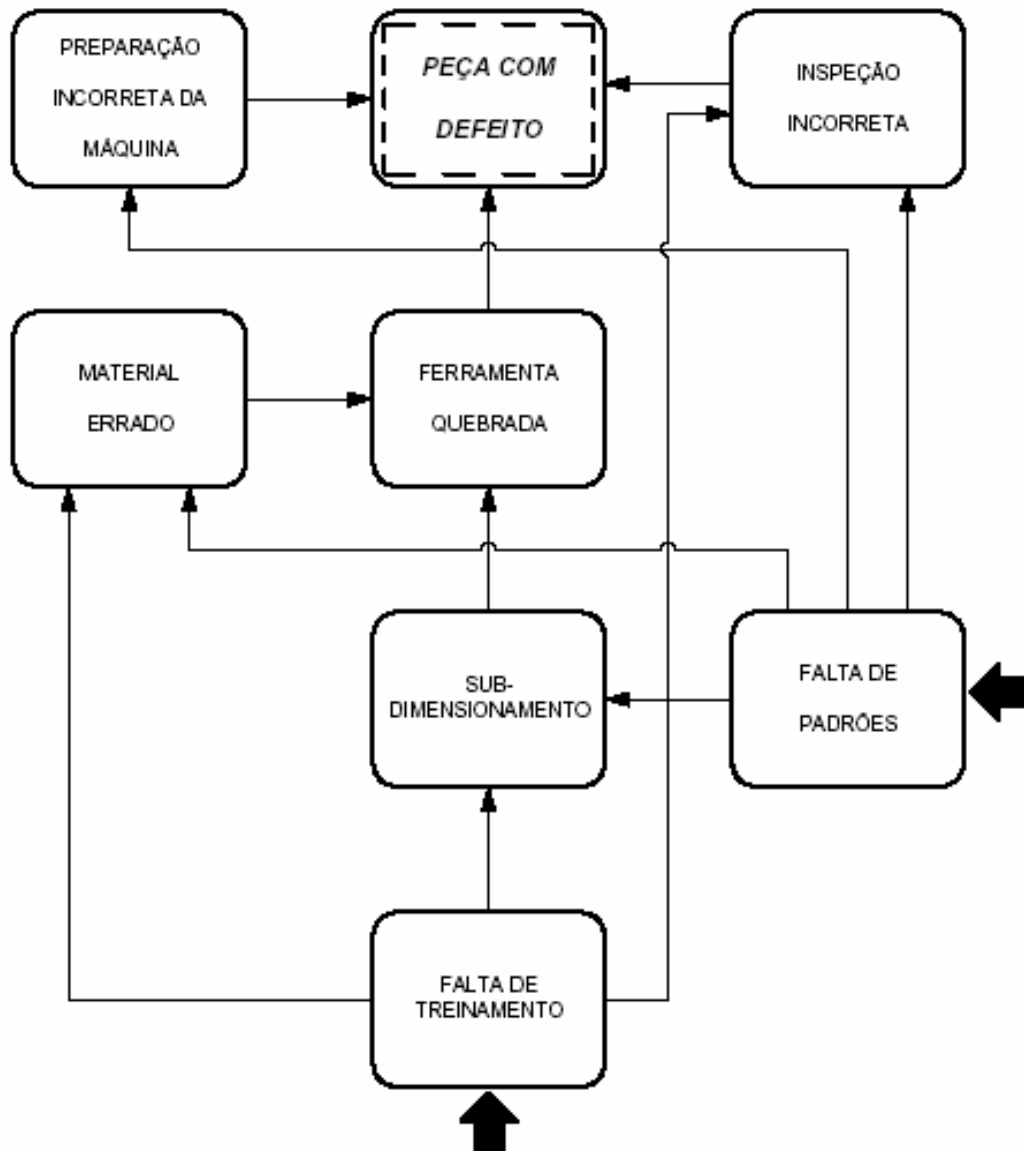 PREPARAÇÃO
INCORRETA DA
MÁQUINA
PEÇA COM
DEFEITO
INSPEÇÃO
INCORRETA
MATERIAL
ERRADO
FERRAMENTA
QUEBRADA
SUB-
DIMENSIONAMENTO
FALTA DE
PADRÕES
FALTA DE
TREINAMENTO